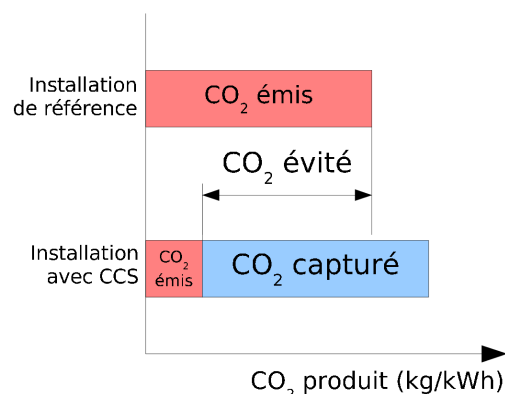 Installation
de référence
CO₂ émis
CO₂ évité
Installation
avec CCS
CO₂
émis
CO₂ capturé
CO₂ produit (kg/kWh)